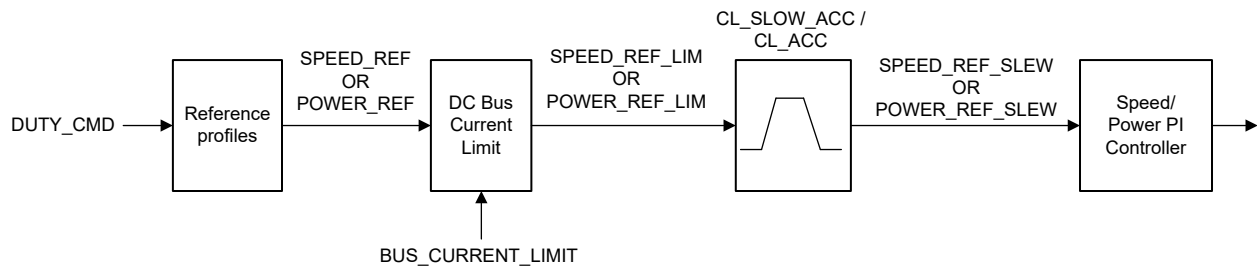 DUTY_CMD
Reference
profiles
SPEED_REF
OR
POWER_REF
DC Bus
Current
Limit
BUS_CURRENT_LIMIT
SPEED_REF_LIM
OR
POWER_REF_LIM
CL_SLOW_ACC /
CL_ACC
SPEED_REF_SLEW
OR
POWER_REF_SLEW
Speed/
Power PI
Controller